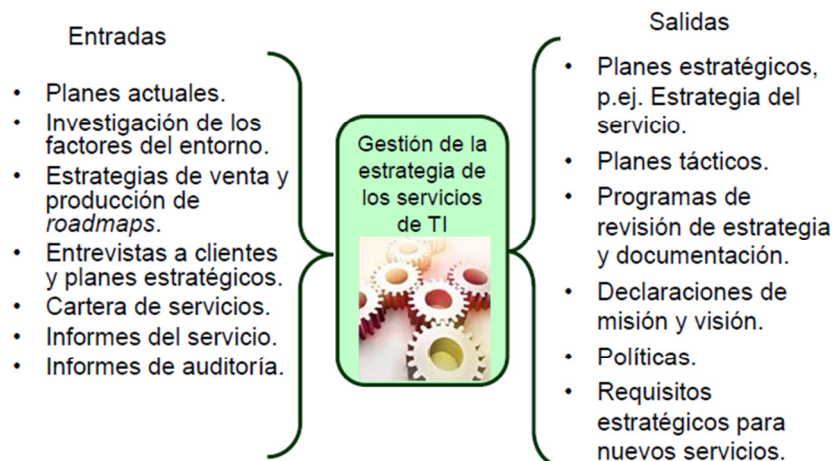 Entradas
• Planes actuales.
• Investigación de los
factores del entorno.
• Estrategias de venta y
producción de
roadmaps.
• Entrevistas a clientes
y planes estratégicos.
• Cartera de servicios.
• Informes del servicio.
• Informes de auditoría.
Gestión de la
estrategia de
los servicios
de TI
Salidas
• Planes estratégicos,
p.ej. Estrategia del
servicio.
• Planes tácticos.
• Programas de
revisión de estrategia
y documentación.
• Declaraciones de
misión y visión.
• Políticas.
• Requisitos
estratégicos para
nuevos servicios.